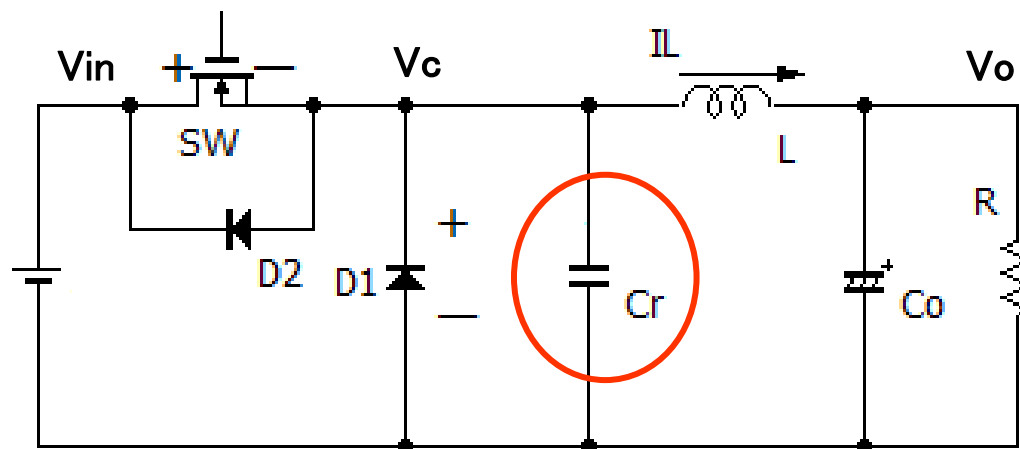 IL
Vin + — Vc Vo
SW L
R
+
D2 D1 Cr + Co
—